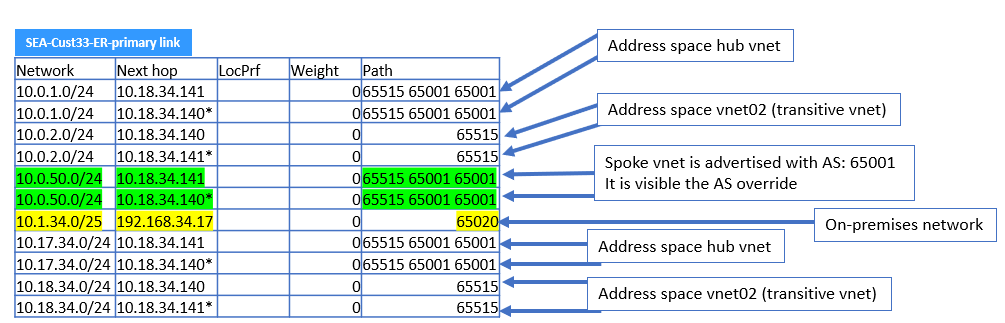 SEA-Cust33-ER-primary link
Network Next hop LocPrf Weight Path
10.0.1.0/24 10.18.34.141 0 65515 65001 65001
10.0.1.0/24 10.18.34.140* 0 65515 65001 65001
10.0.2.0/24 10.18.34.140 0 65515
10.0.2.0/24 10.18.34.141* 0 65515
10.0.50.0/24 10.18.34.141 0 65515 65001 65001
10.0.50.0/24 10.18.34.140* 0 65515 65001 65001
10.1.34.0/25 192.168.34.17 0 65020
10.17.34.0/24 10.18.34.141 0 65515 65001 65001
10.17.34.0/24 10.18.34.140* 0 65515 65001 65001
10.18.34.0/24 10.18.34.140 0 65515
10.18.34.0/24 10.18.34.141* 0 65515
Address space hub vnet
Address space vnet02 (transitive vnet)
Spoke vnet is advertised with AS: 65001
It is visible the AS override
On-premises network
Address space hub vnet
Address space vnet02 (transitive vnet)